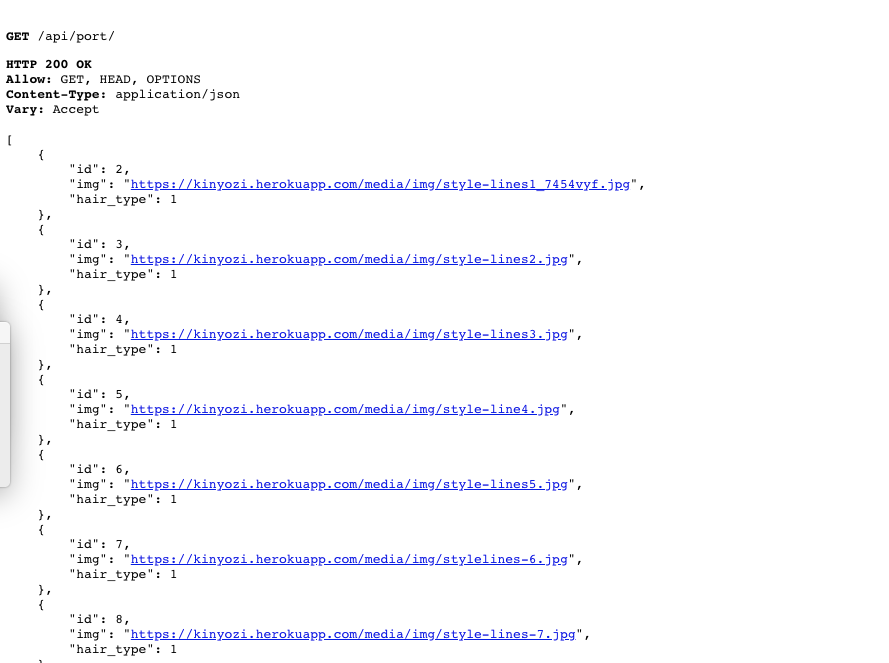 GET /api/port/
HTTP 200 OK
Allow: GET, HEAD, OPTIONS
Content-Type: application/json
Vary: Accept
[
{
"id": 2,
"img": "https://kinyozi.herokuapp.com/media/img/style-lines1_7454vyf.jpg",
"hair_type": 1
},
{
"id": 3,
"img": "https://kinyozi.herokuapp.com/media/img/style-lines2.jpg",
"hair_type": 1
},
{
"id": 4,
"img": "https://kinyozi.herokuapp.com/media/img/style-lines3.jpg",
"hair_type": 1
},
{
"id": 5,
"img": "https://kinyozi.herokuapp.com/media/img/style-line4.jpg",
"hair_type": 1
},
{
"id": 6,
"img": "https://kinyozi.herokuapp.com/media/img/style-lines5.jpg",
"hair_type": 1
},
{
"id": 7,
"img": "https://kinyozi.herokuapp.com/media/img/stylelines-6.jpg",
"hair_type": 1
},
{
"id": 8,
"img": "https://kinyozi.herokuapp.com/media/img/style-lines-7.jpg",
"hair_type": 1